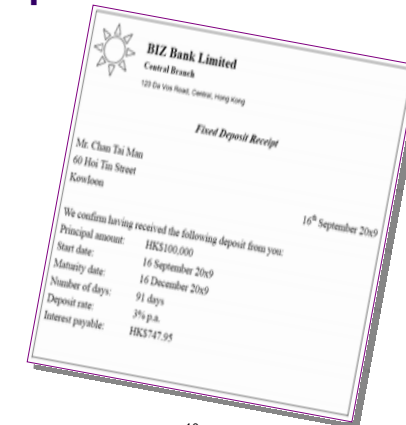 BIZ Bank Limited
Central Branch
123 Da Vos Road, Central, Hong Kong
Fixed Deposit Receipt
Mr. Chan Tai Man
60 Hoi Tin Street
Kowloon
16th September 20x9
We confirm having received the following deposit from you:
Principal amount: HK$100,000
Start date: 16 September 20x9
Maturity date: 16 December 20x9
Number of days: 91 days
Deposit rate: 3% p.a.
Interest payable: HK$747.95